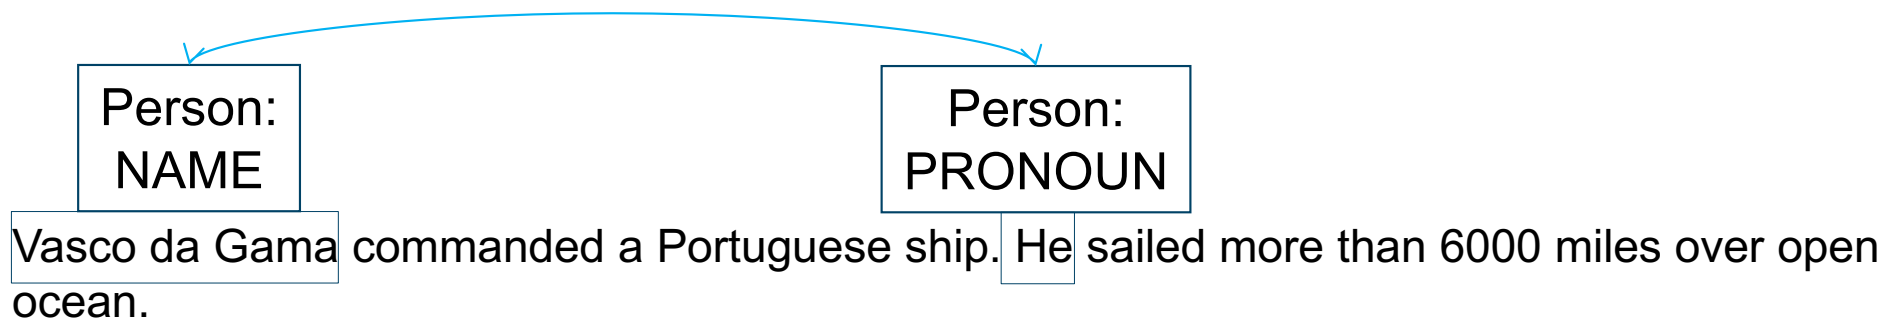 Person:
NAME
Person:
PRONOUN
Vasco da Gama commanded a Portuguese ship. He sailed more than 6000 miles over open
ocean.